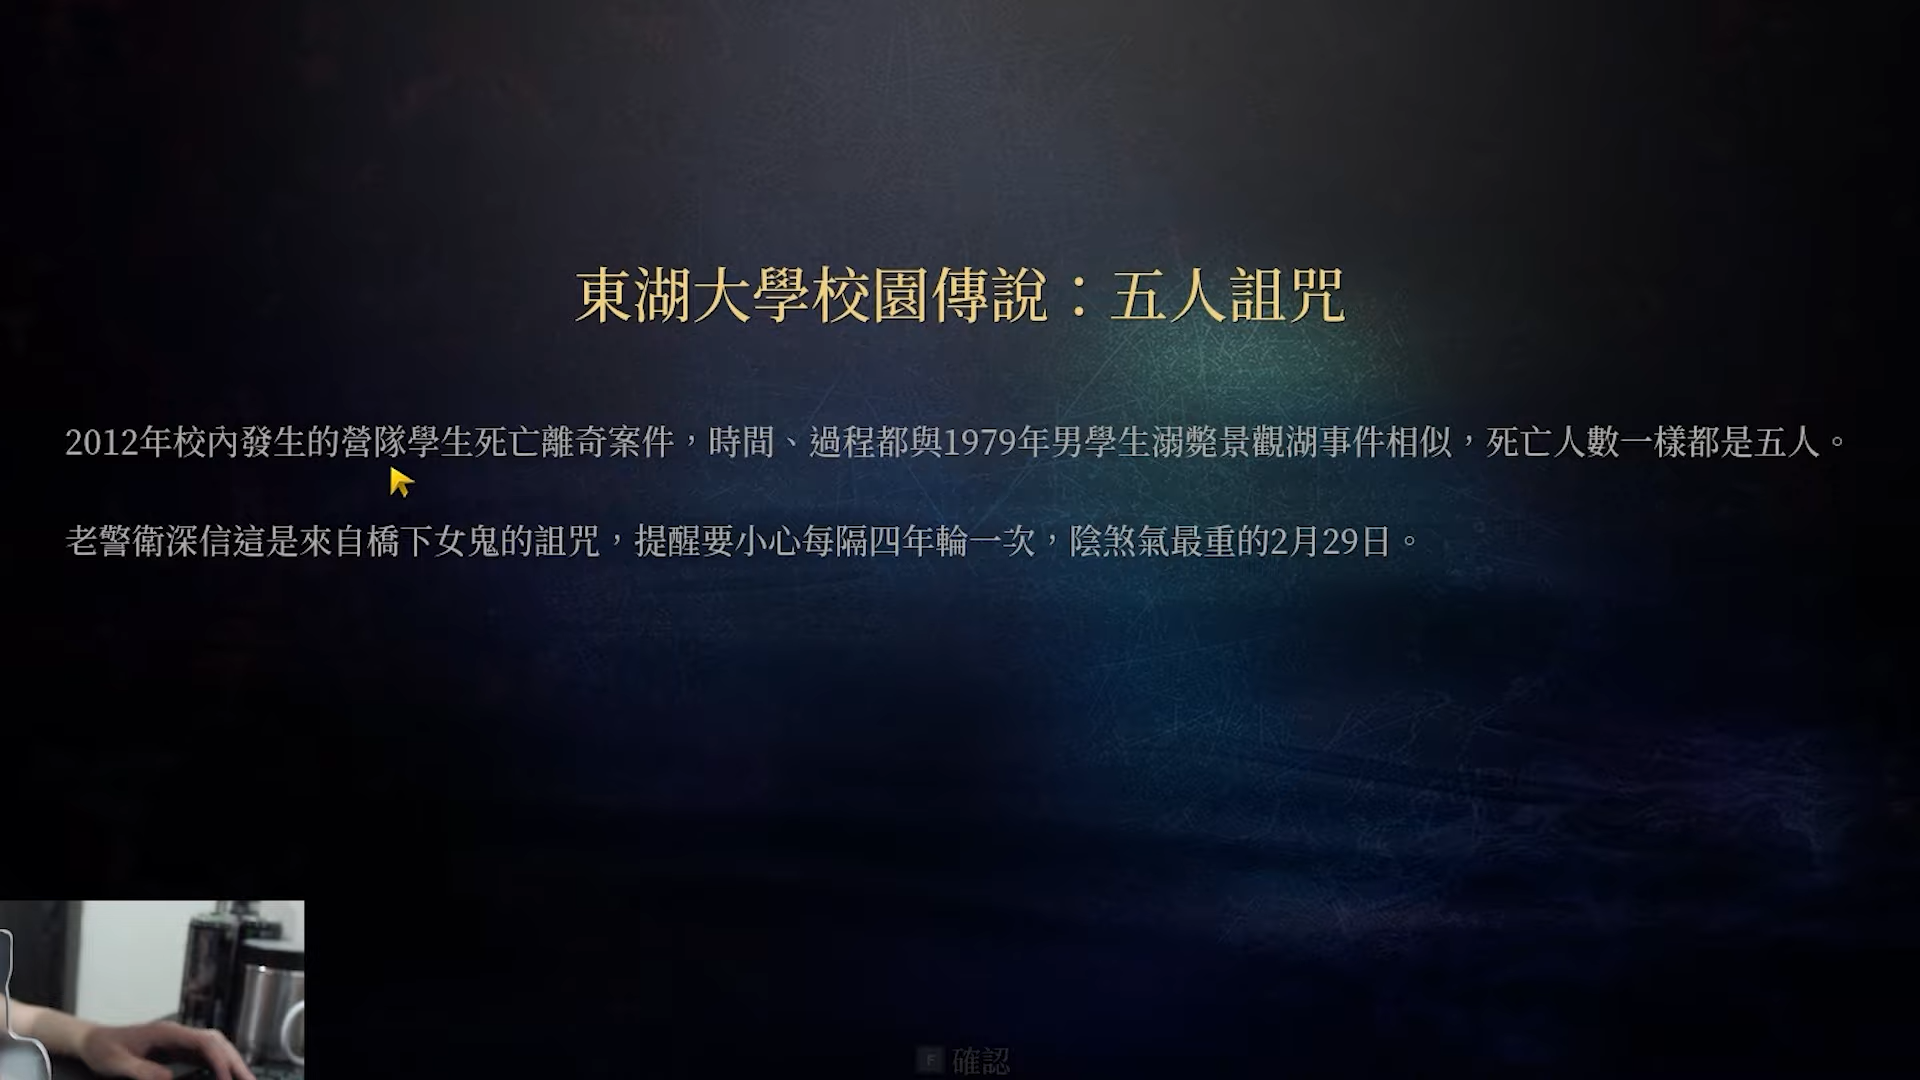 東湖大學校園傳說：五人詛咒
2012年校內發生的營隊學生死亡離奇案件，時間、過程都與1979年男學生溺斃景觀湖事件相似，死亡人數一樣都是五人。
老警衛深信這是來自橋下女鬼的詛咒，提醒要小心每隔四年輪一次，陰煞氣最重的2月29日。
F 確認